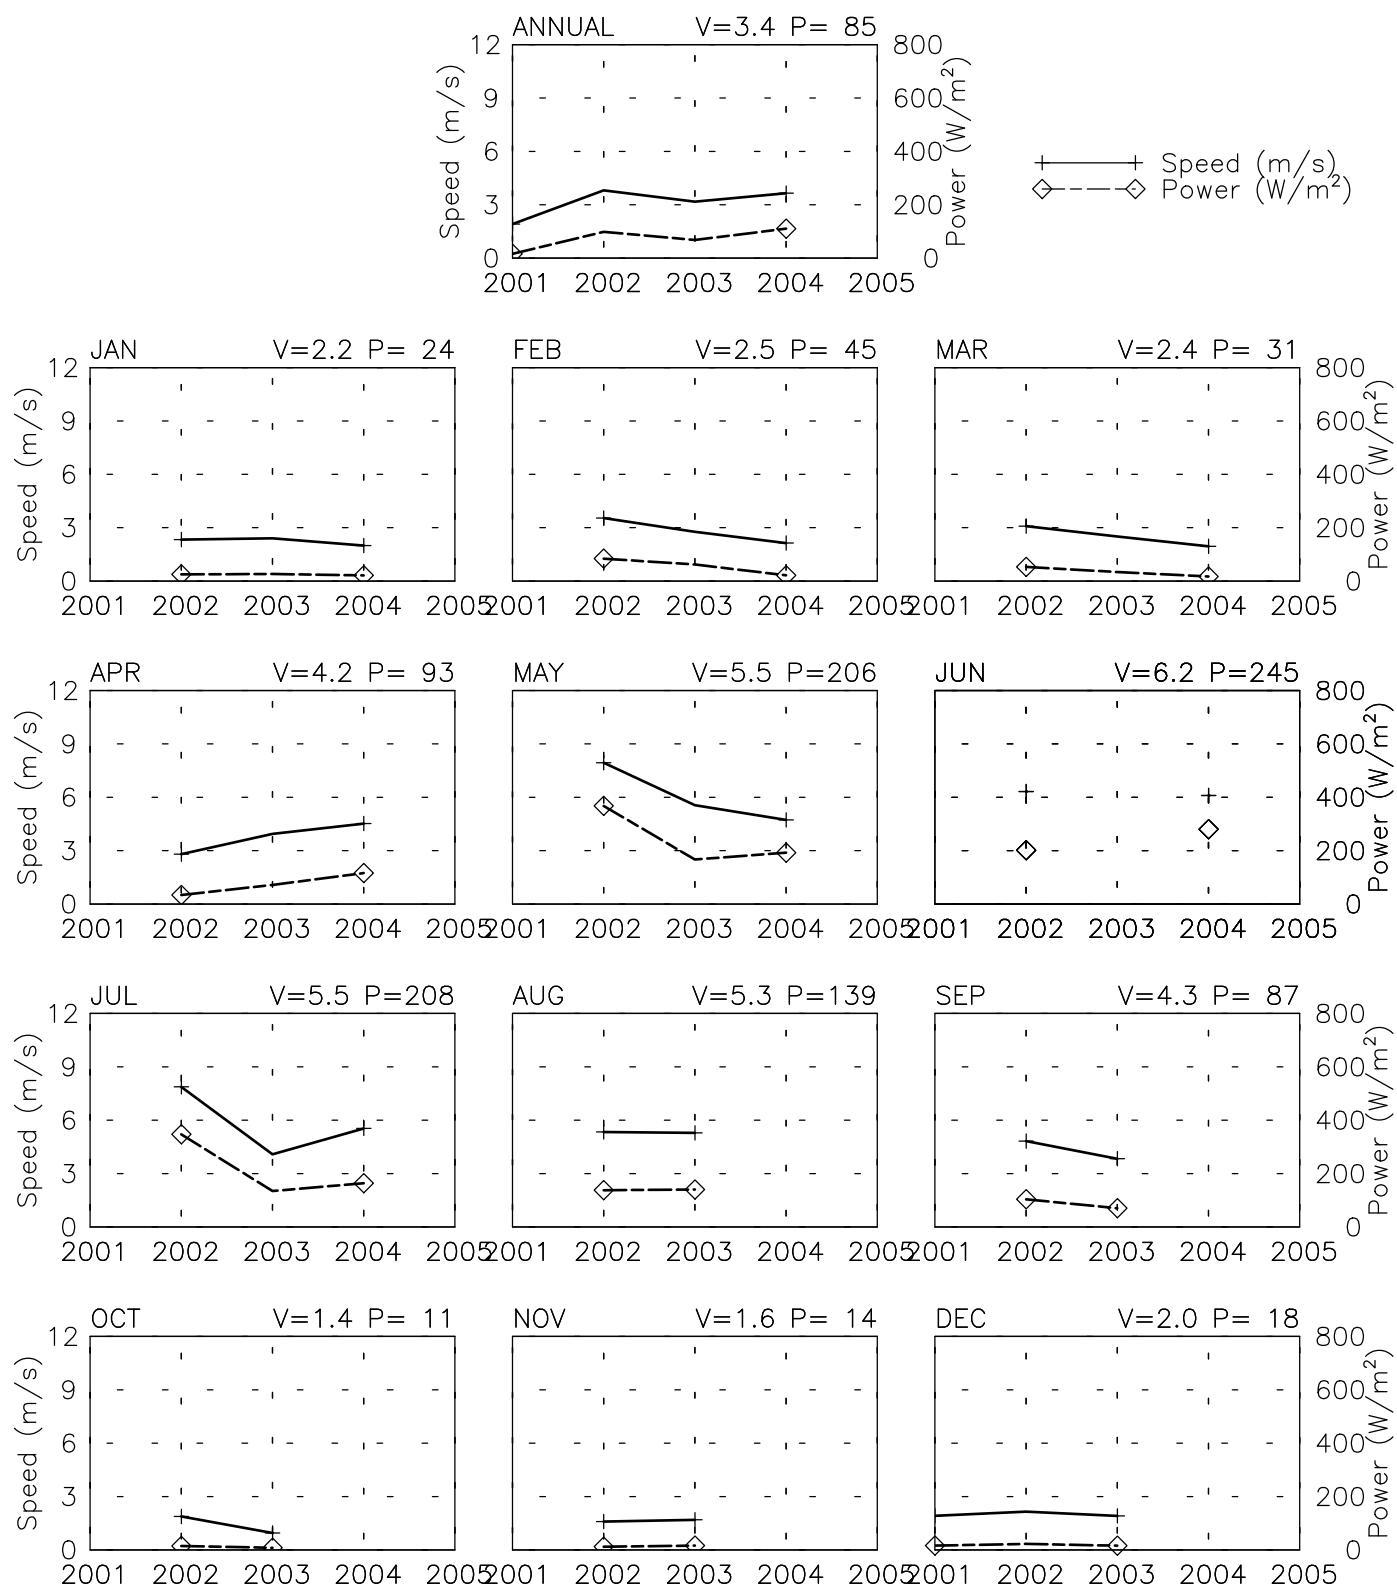 ANNUAL V=3.4 P= 85
12 800
9 600
6 400
3 200
0 0
Speed (m/s)
Power (W/m²)
2001 2002 2003 2004 2005
Speed (m/s)
Power (W/m²)
JAN V=2.2 P= 24 FEB V=2.5 P= 45 MAR V=2.4 P= 31
12 800
9 600
6 400
3 200
0 0
Speed (m/s)
Power (W/m²)
2001 2002 2003 2004 2005 2001 2002 2003 2004 2005 2001 2002 2003 2004 2005
APR V=4.2 P= 93 MAY V=5.5 P=206 JUN V=6.2 P=245
12 800
9 600
6 400
3 200
0 0
Speed (m/s)
Power (W/m²)
2001 2002 2003 2004 2005 2001 2002 2003 2004 2005 2001 2002 2003 2004 2005
JUL V=5.5 P=208 AUG V=5.3 P=139 SEP V=4.3 P= 87
12 800
9 600
6 400
3 200
0 0
Speed (m/s)
Power (W/m²)
2001 2002 2003 2004 2005 2001 2002 2003 2004 2005 2001 2002 2003 2004 2005
OCT V=1.4 P= 11 NOV V=1.6 P= 14 DEC V=2.0 P= 18
12 800
9 600
6 400
3 200
0 0
Speed (m/s)
Power (W/m²)
2001 2002 2003 2004 2005 2001 2002 2003 2004 2005 2001 2002 2003 2004 2005